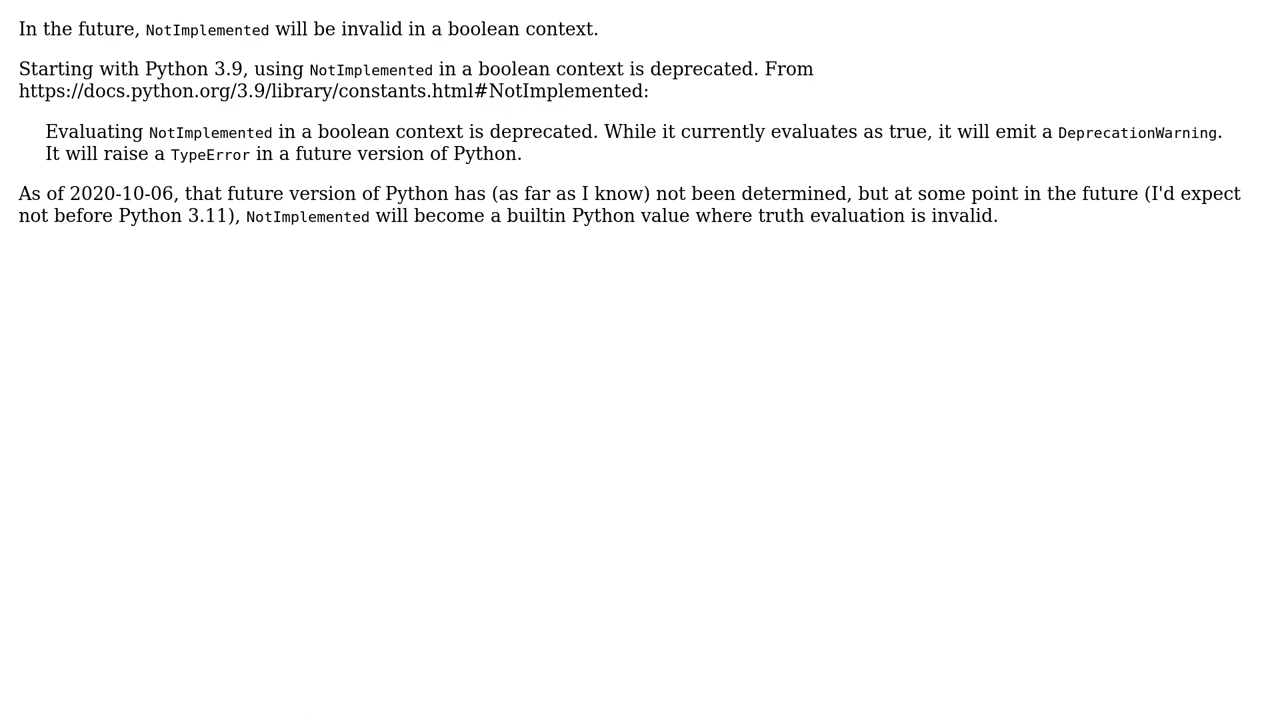 In the future, NotImplemented will be invalid in a boolean context.
Starting with Python 3.9, using NotImplemented in a boolean context is deprecated. From
https://docs.python.org/3.9/library/constants.html#NotImplemented:
Evaluating NotImplemented in a boolean context is deprecated. While it currently evaluates as true, it will emit a DeprecationWarning.
It will raise a TypeError in a future version of Python.
As of 2020-10-06, that future version of Python has (as far as I know) not been determined, but at some point in the future (I'd expect
not before Python 3.11), NotImplemented will become a builtin Python value where truth evaluation is invalid.